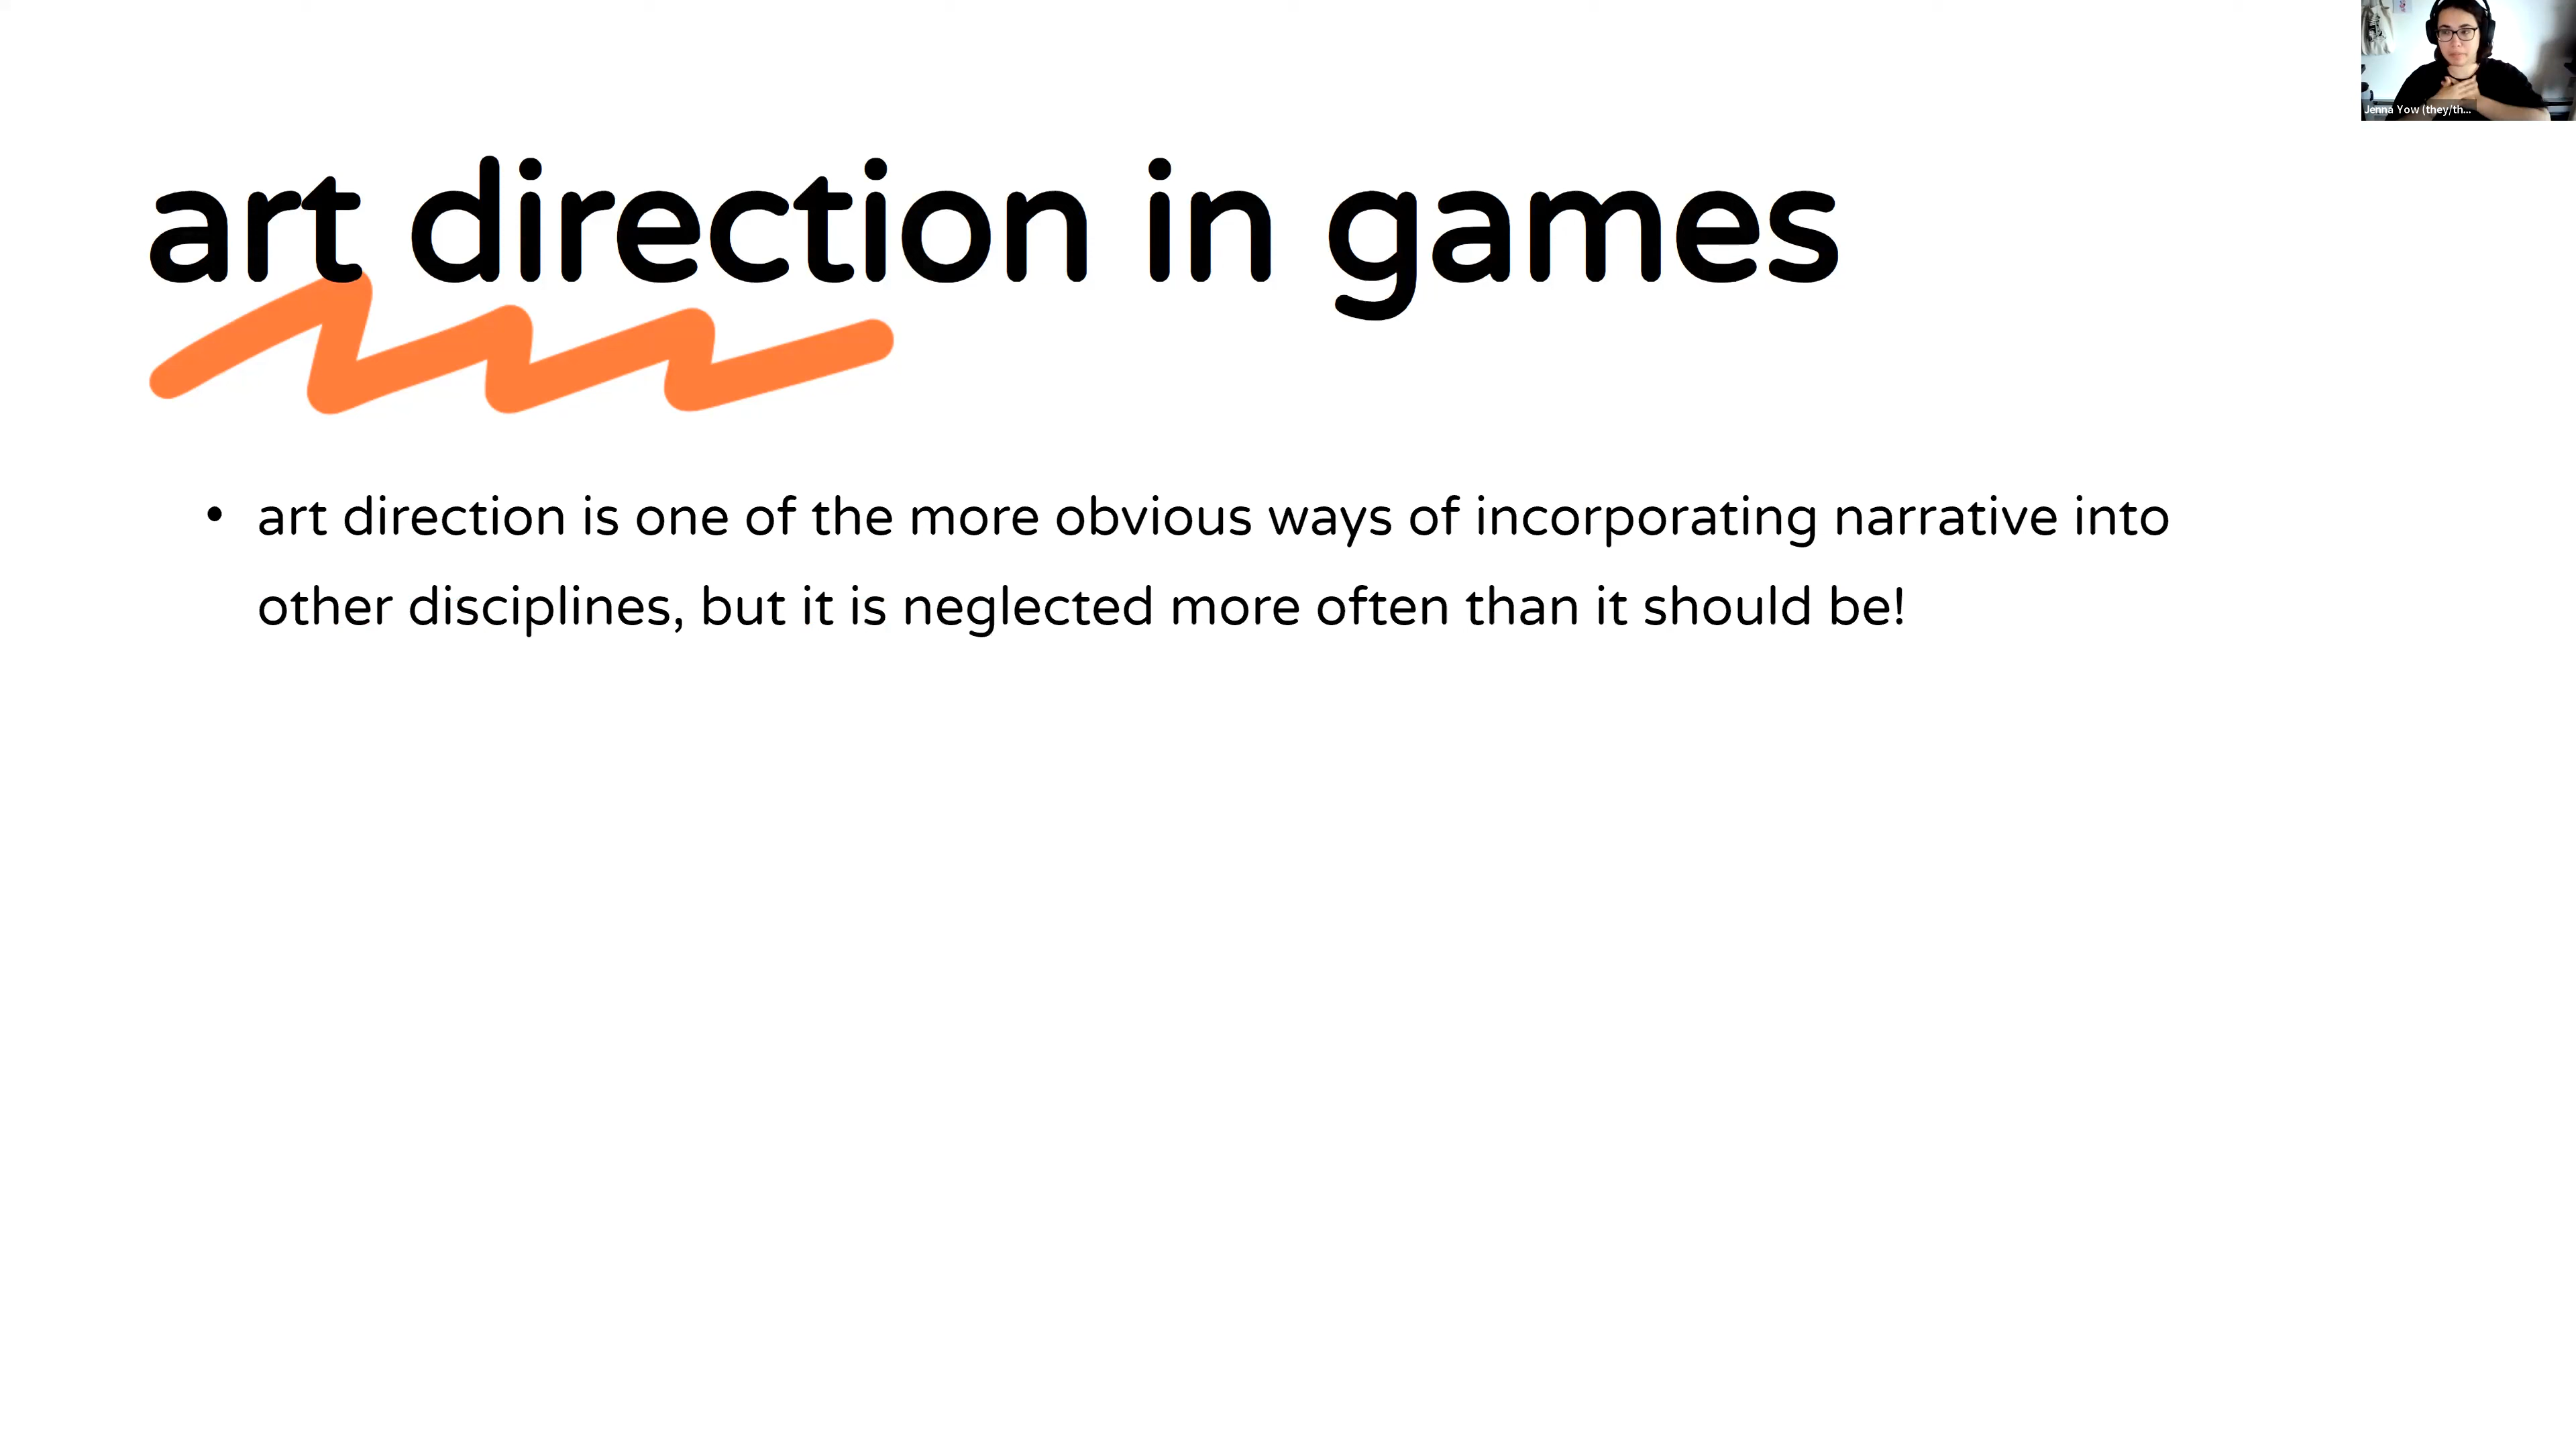 Jenna Yow (they/th...
art direction in games
• art direction is one of the more obvious ways of incorporating narrative into
other disciplines, but it is neglected more often than it should be!